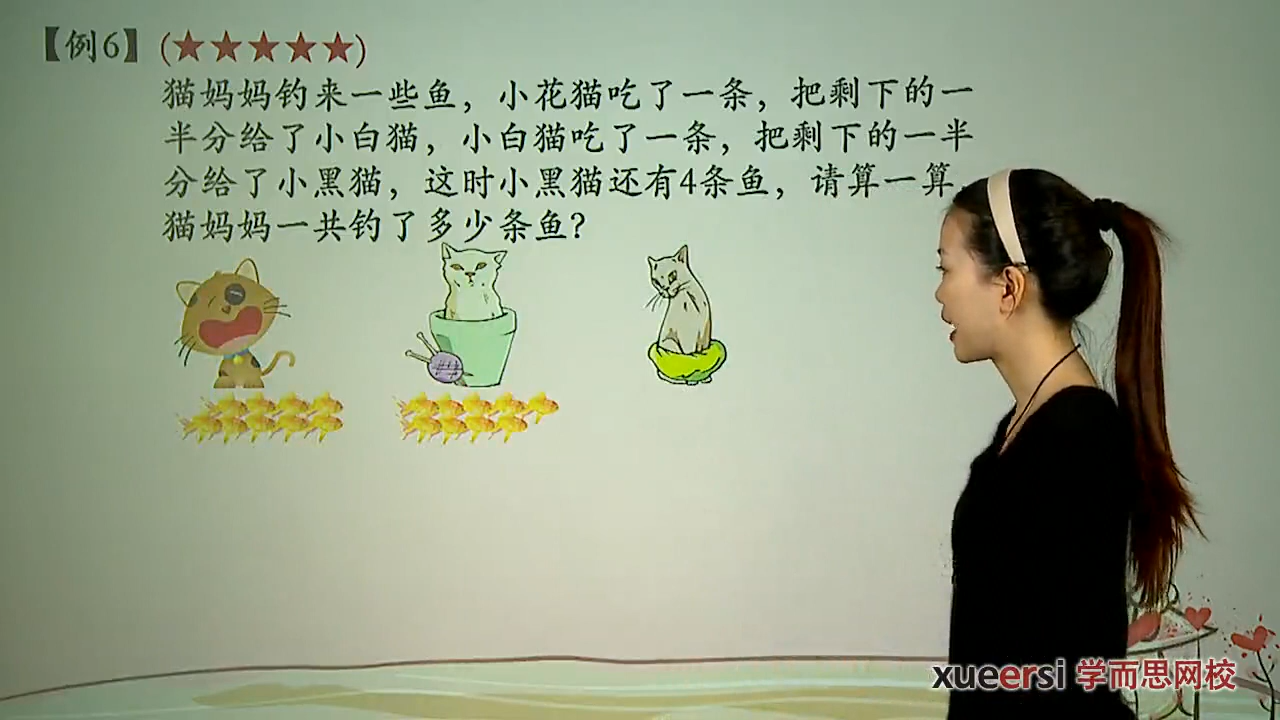 【例6】(★★★★★)
猫妈妈钓来一些鱼，小花猫吃了一条，把剩下的一
半分给了小白猫，小白猫吃了一条，把剩下的一半
分给了小黑猫，这时小黑猫还有4条鱼，请算一算，
猫妈妈一共钓了多少条鱼？
xueersi 学而思网校